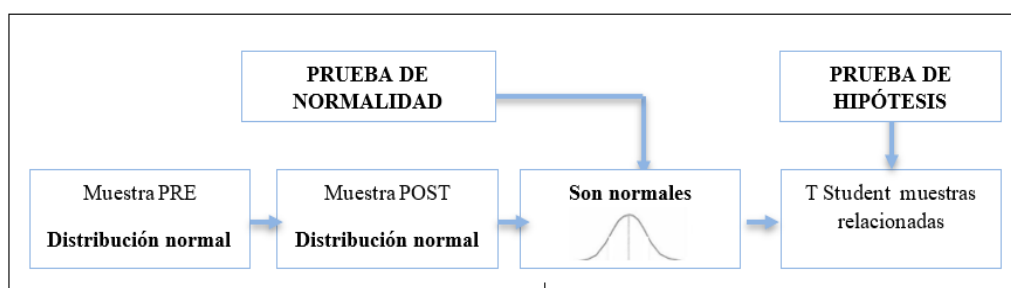 PRUEBA DE
NORMALIDAD
PRUEBA DE
HIPÓTESIS
Muestra PRE
Distribución normal
Muestra POST
Distribución normal
Son normales
T Student muestras
relacionadas